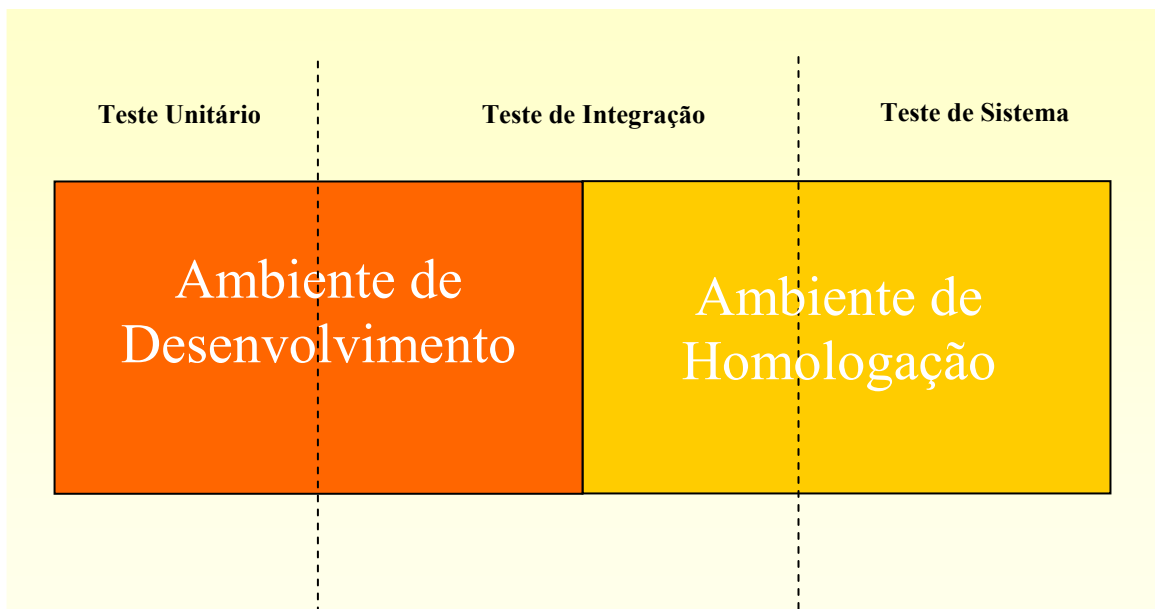 Teste Unitário
Teste de Integração
Teste de Sistema
Ambiente de
Desenvolvimento
Ambiente de
Homologação